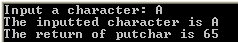 Input a character: A
The inputted character is A
The return of putchar is 65